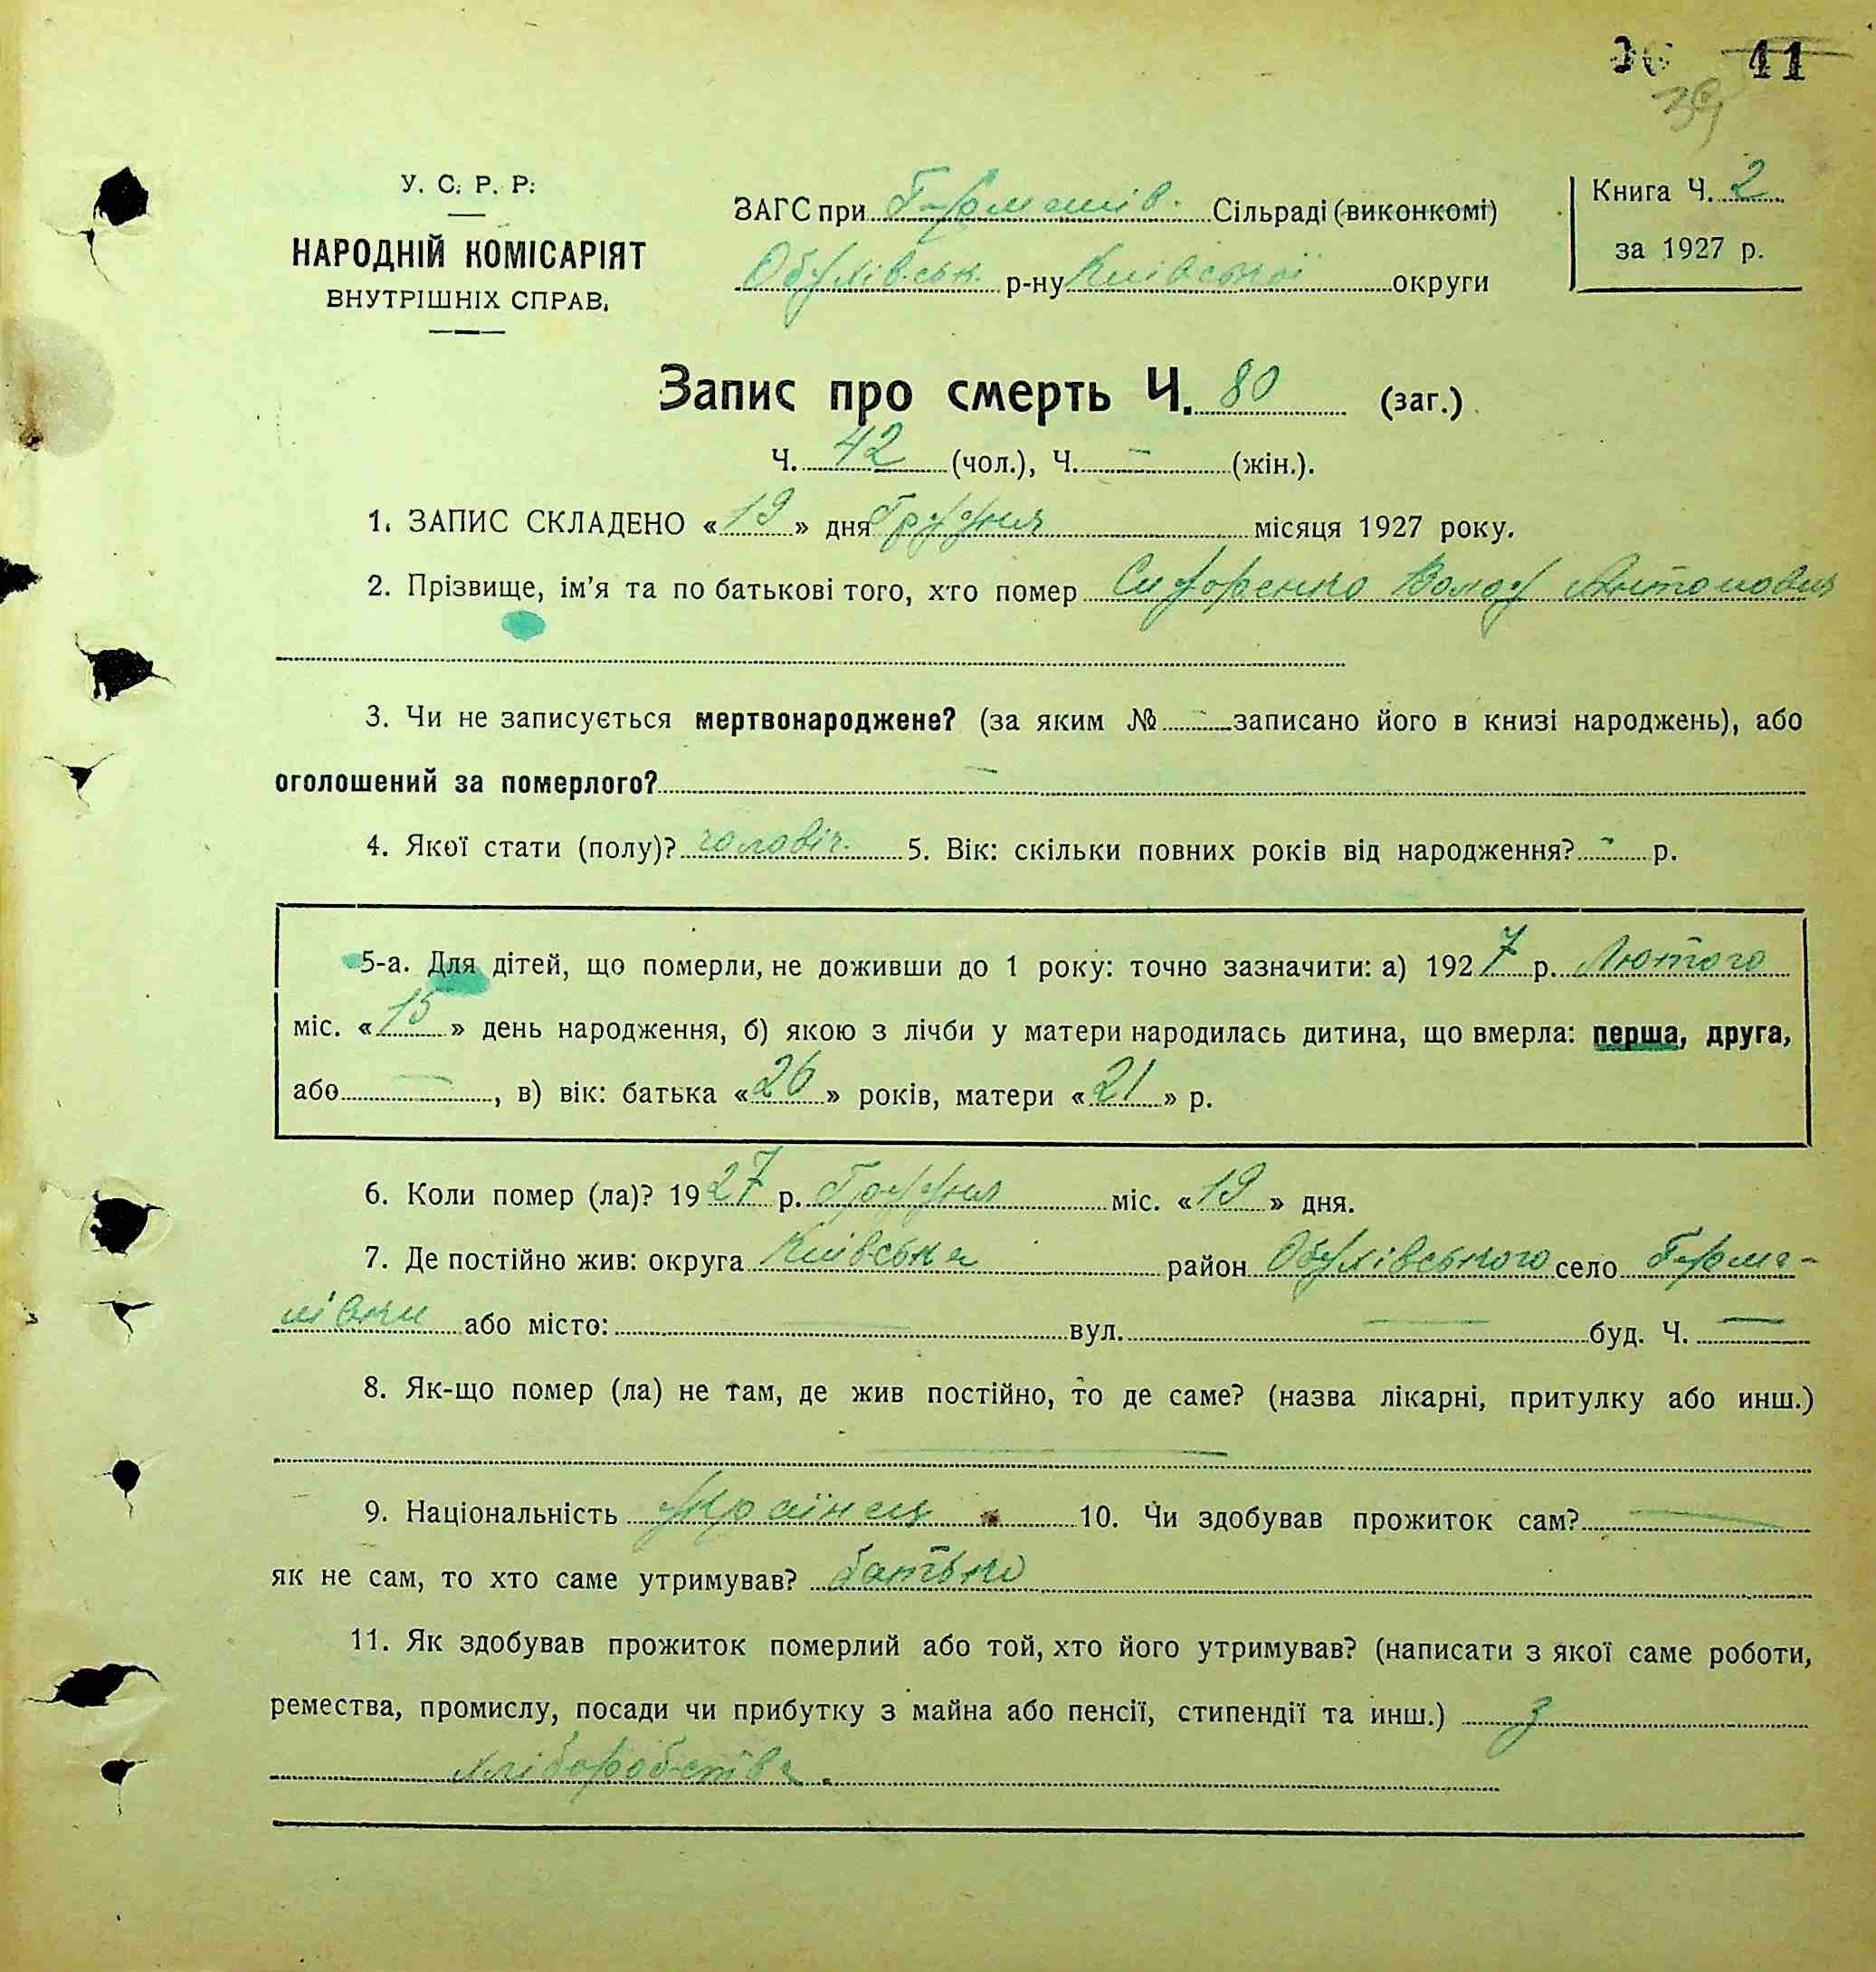 41
39
У. С. Р. Р.
НАРОДНІЙ КОМІСАРІЯТ
ВНУТРІШНІХ СПРАВ.
ЗАГС при Германів. Сільраді (виконкомі)
Обухівськ. р-ну Київської округи
Книга Ч. 2
за 1927 р.
Запис про смерть Ч. 80 (заг.)
Ч. 42 (чол.), Ч. — (жін.).
1. ЗАПИС СКЛАДЕНО «19» дня Грудня місяця 1927 року.
2. Прізвище, ім'я та по батькові того, хто помер Сидоренко Волод Антонович
3. Чи не записується мертвонароджене? (за яким № - записано його в книзі народжень), або
оголошений за померлого? —
4. Якої стати (полу)? чоловіч. 5. Вік: скільки повних років від народження? - р.
5-а. Для дітей, що померли, не доживши до 1 року: точно зазначити: а) 1927 р. Лютого
міс. «15» день народження, б) якою з лічби у матери народилась дитина, що вмерла: перша, друга,
або —, в) вік: батька «26» років, матери «21» р.
6. Коли помер (ла)? 1927 р. Грудня міс. «19» дня.
7. Де постійно жив: округа Київська район Обухівського село Герма-
нівки або місто: — вул. — буд. Ч. —
8. Як-що помер (ла) не там, де жив постійно, то де саме? (назва лікарні, притулку або инш.)
—
9. Національність українец 10. Чи здобував прожиток сам? —
як не сам, то хто саме утримував? батько
11. Як здобував прожиток померлий або той, хто його утримував? (написати з якої саме роботи,
ремества, промислу, посади чи прибутку з майна або пенсії, стипендії та инш.) з
хліборобства.